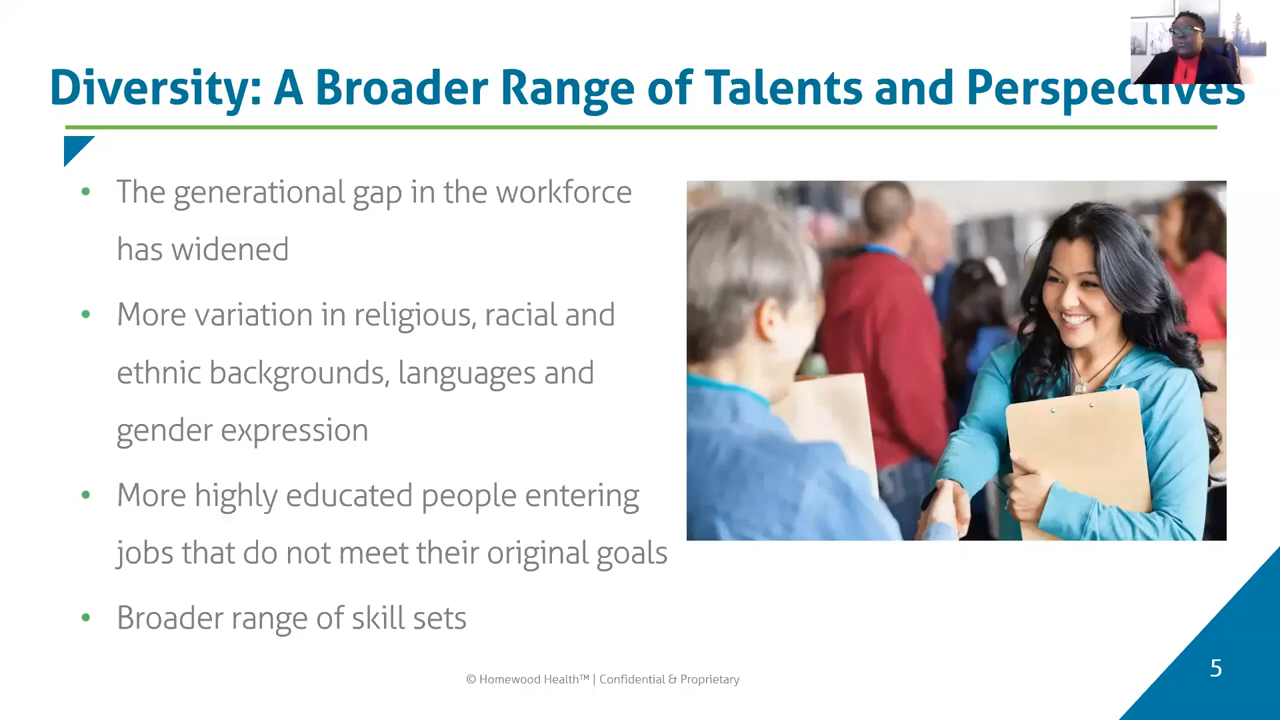 Diversity: A Broader Range of Talents and Perspectives
• The generational gap in the workforce
has widened
• More variation in religious, racial and
ethnic backgrounds, languages and
gender expression
• More highly educated people entering
jobs that do not meet their original goals
• Broader range of skill sets
© Homewood Health™ | Confidential & Proprietary
5